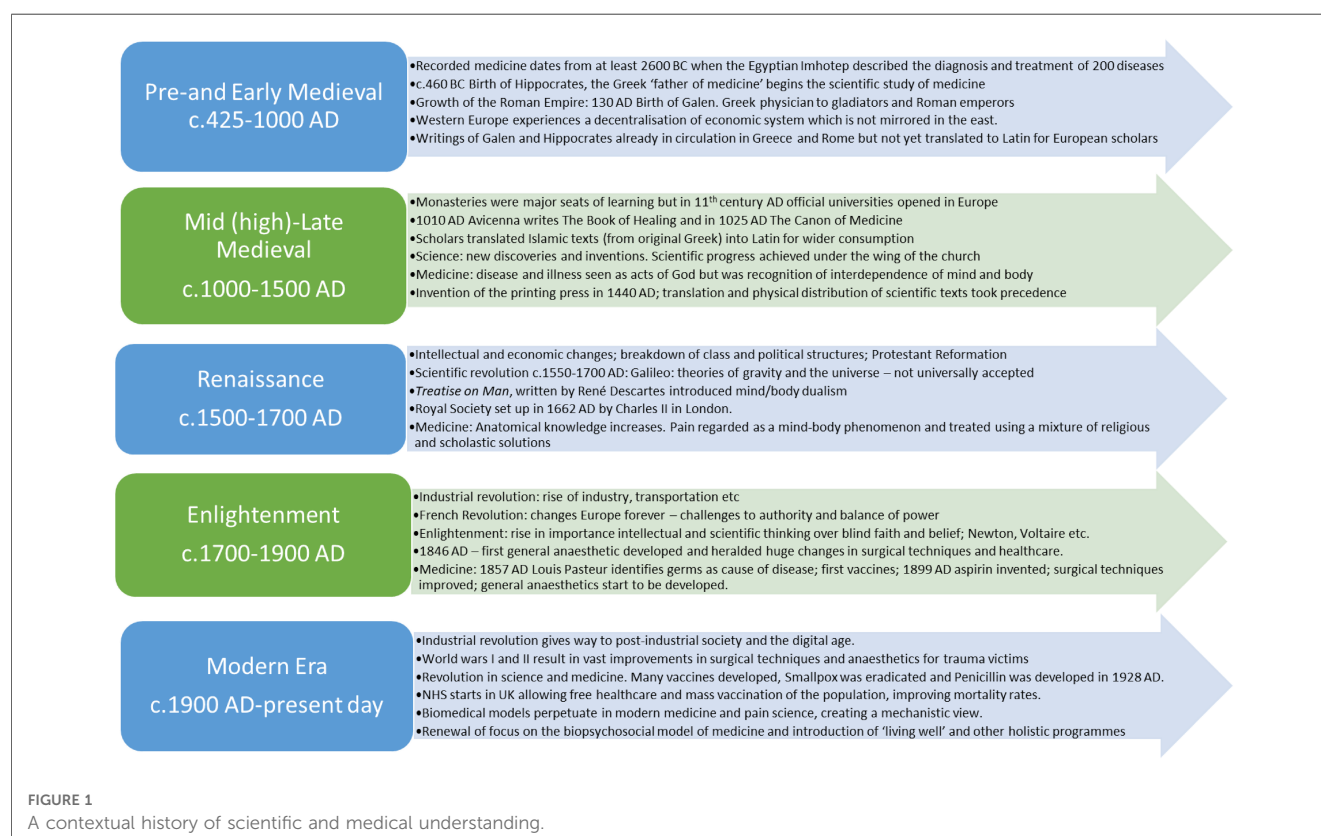 Pre-and Early Medieval
c.425-1000 AD
•Recorded medicine dates from at least 2600 BC when the Egyptian Imhotep described the diagnosis and treatment of 200 diseases
•c.460 BC Birth of Hippocrates, the Greek ‘father of medicine’ begins the scientific study of medicine
•Growth of the Roman Empire: 130 AD Birth of Galen. Greek physician to gladiators and Roman emperors
•Western Europe experiences a decentralisation of economic system which is not mirrored in the east.
•Writings of Galen and Hippocrates already in circulation in Greece and Rome but not yet translated to Latin for European scholars
Mid (high)-Late
Medieval
c.1000-1500 AD
•Monasteries were major seats of learning but in 11th century AD official universities opened in Europe
•1010 AD Avicenna writes The Book of Healing and in 1025 AD The Canon of Medicine
•Scholars translated Islamic texts (from original Greek) into Latin for wider consumption
•Science: new discoveries and inventions. Scientific progress achieved under the wing of the church
•Medicine: disease and illness seen as acts of God but was recognition of interdependence of mind and body
•Invention of the printing press in 1440 AD; translation and physical distribution of scientific texts took precedence
Renaissance
c.1500-1700 AD
•Intellectual and economic changes; breakdown of class and political structures; Protestant Reformation
•Scientific revolution c.1550-1700 AD: Galileo: theories of gravity and the universe – not universally accepted
•Treatise on Man, written by René Descartes introduced mind/body dualism
•Royal Society set up in 1662 AD by Charles II in London.
•Medicine: Anatomical knowledge increases. Pain regarded as a mind-body phenomenon and treated using a mixture of religious
and scholastic solutions
Enlightenment
c.1700-1900 AD
•Industrial revolution: rise of industry, transportation etc
•French Revolution: changes Europe forever – challenges to authority and balance of power
•Enlightenment: rise in importance intellectual and scientific thinking over blind faith and belief; Newton, Voltaire etc.
•1846 AD – first general anaesthetic developed and heralded huge changes in surgical techniques and healthcare.
•Medicine: 1857 AD Louis Pasteur identifies germs as cause of disease; first vaccines; 1899 AD aspirin invented; surgical techniques
improved; general anaesthetics start to be developed.
Modern Era
c.1900 AD-present day
•Industrial revolution gives way to post-industrial society and the digital age.
•World wars I and II result in vast improvements in surgical techniques and anaesthetics for trauma victims
•Revolution in science and medicine. Many vaccines developed, Smallpox was eradicated and Penicillin was developed in 1928 AD.
•NHS starts in UK allowing free healthcare and mass vaccination of the population, improving mortality rates.
•Biomedical models perpetuate in modern medicine and pain science, creating a mechanistic view.
•Renewal of focus on the biopsychosocial model of medicine and introduction of ‘living well’ and other holistic programmes
FIGURE 1
A contextual history of scientific and medical understanding.